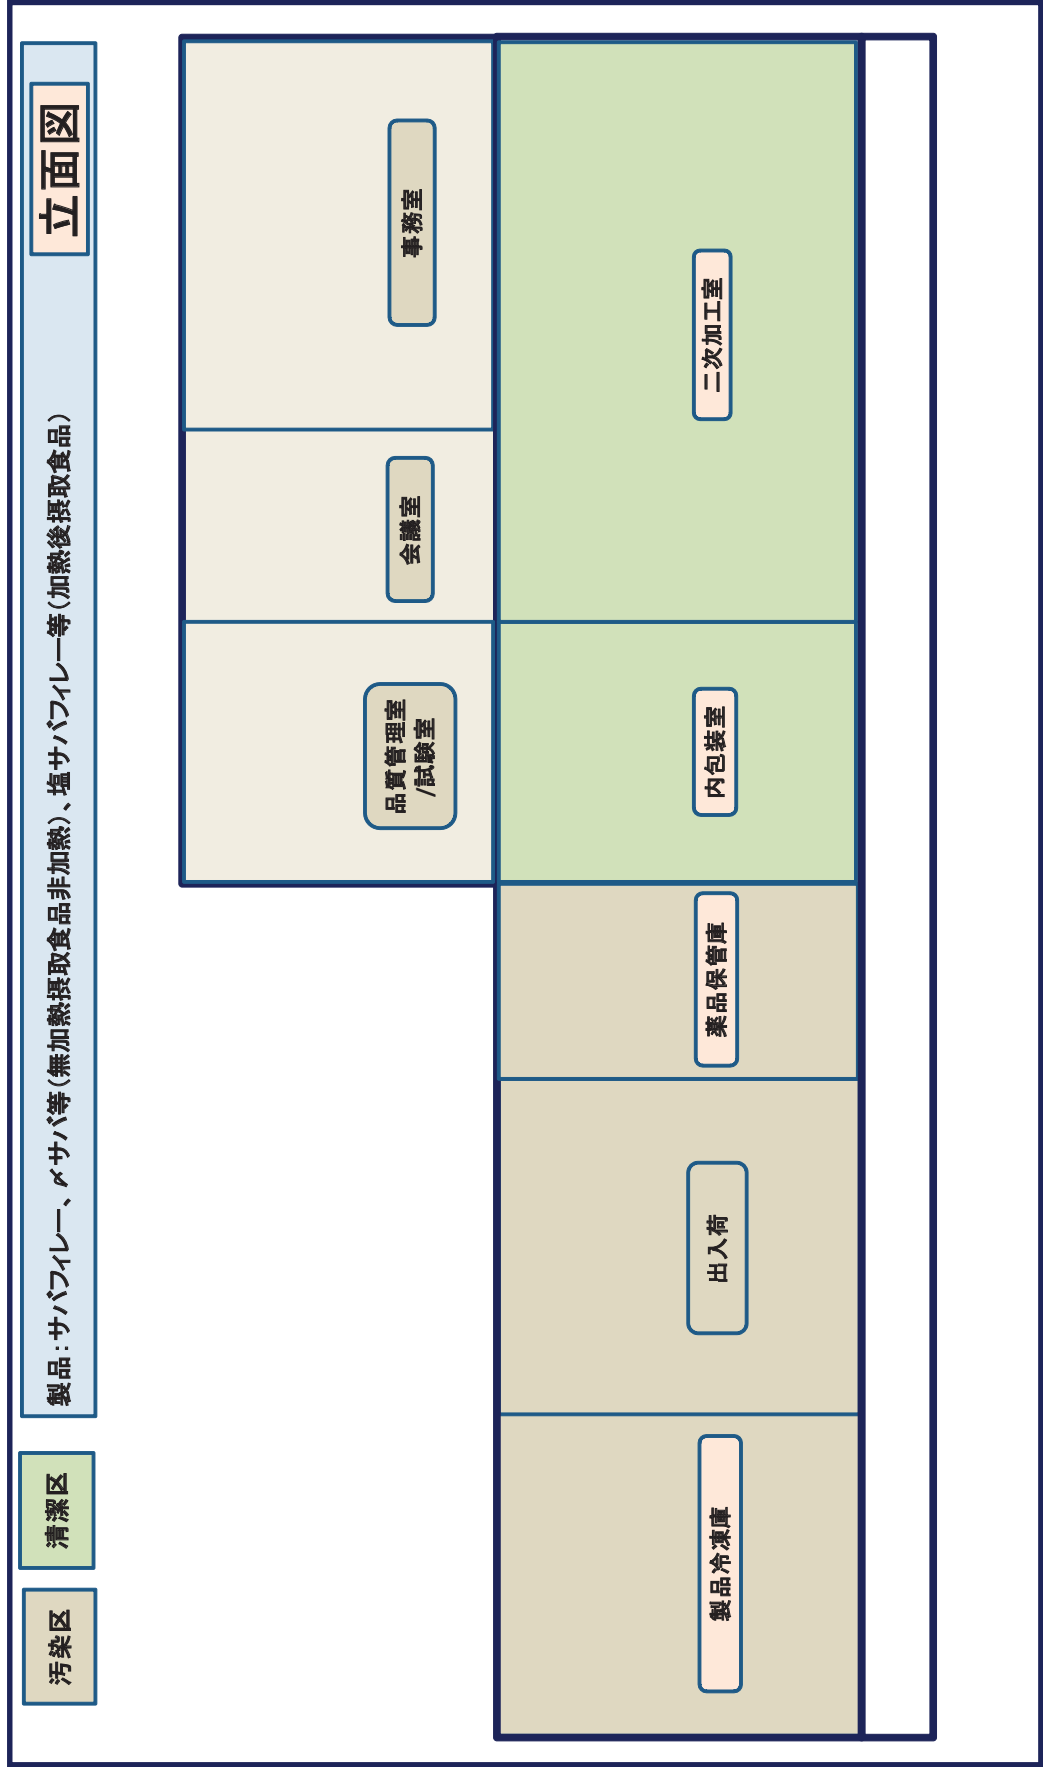 汚染区
清潔区
製品：サバフィレー、〆サバ等（無加熱摂取食品非加熱）、塩サバフィレー等（加熱後摂取食品）
立面図
品質管理室
/試験室
会議室
事務室
製品冷凍庫
出入荷
薬品保管庫
内包装室
二次加工室